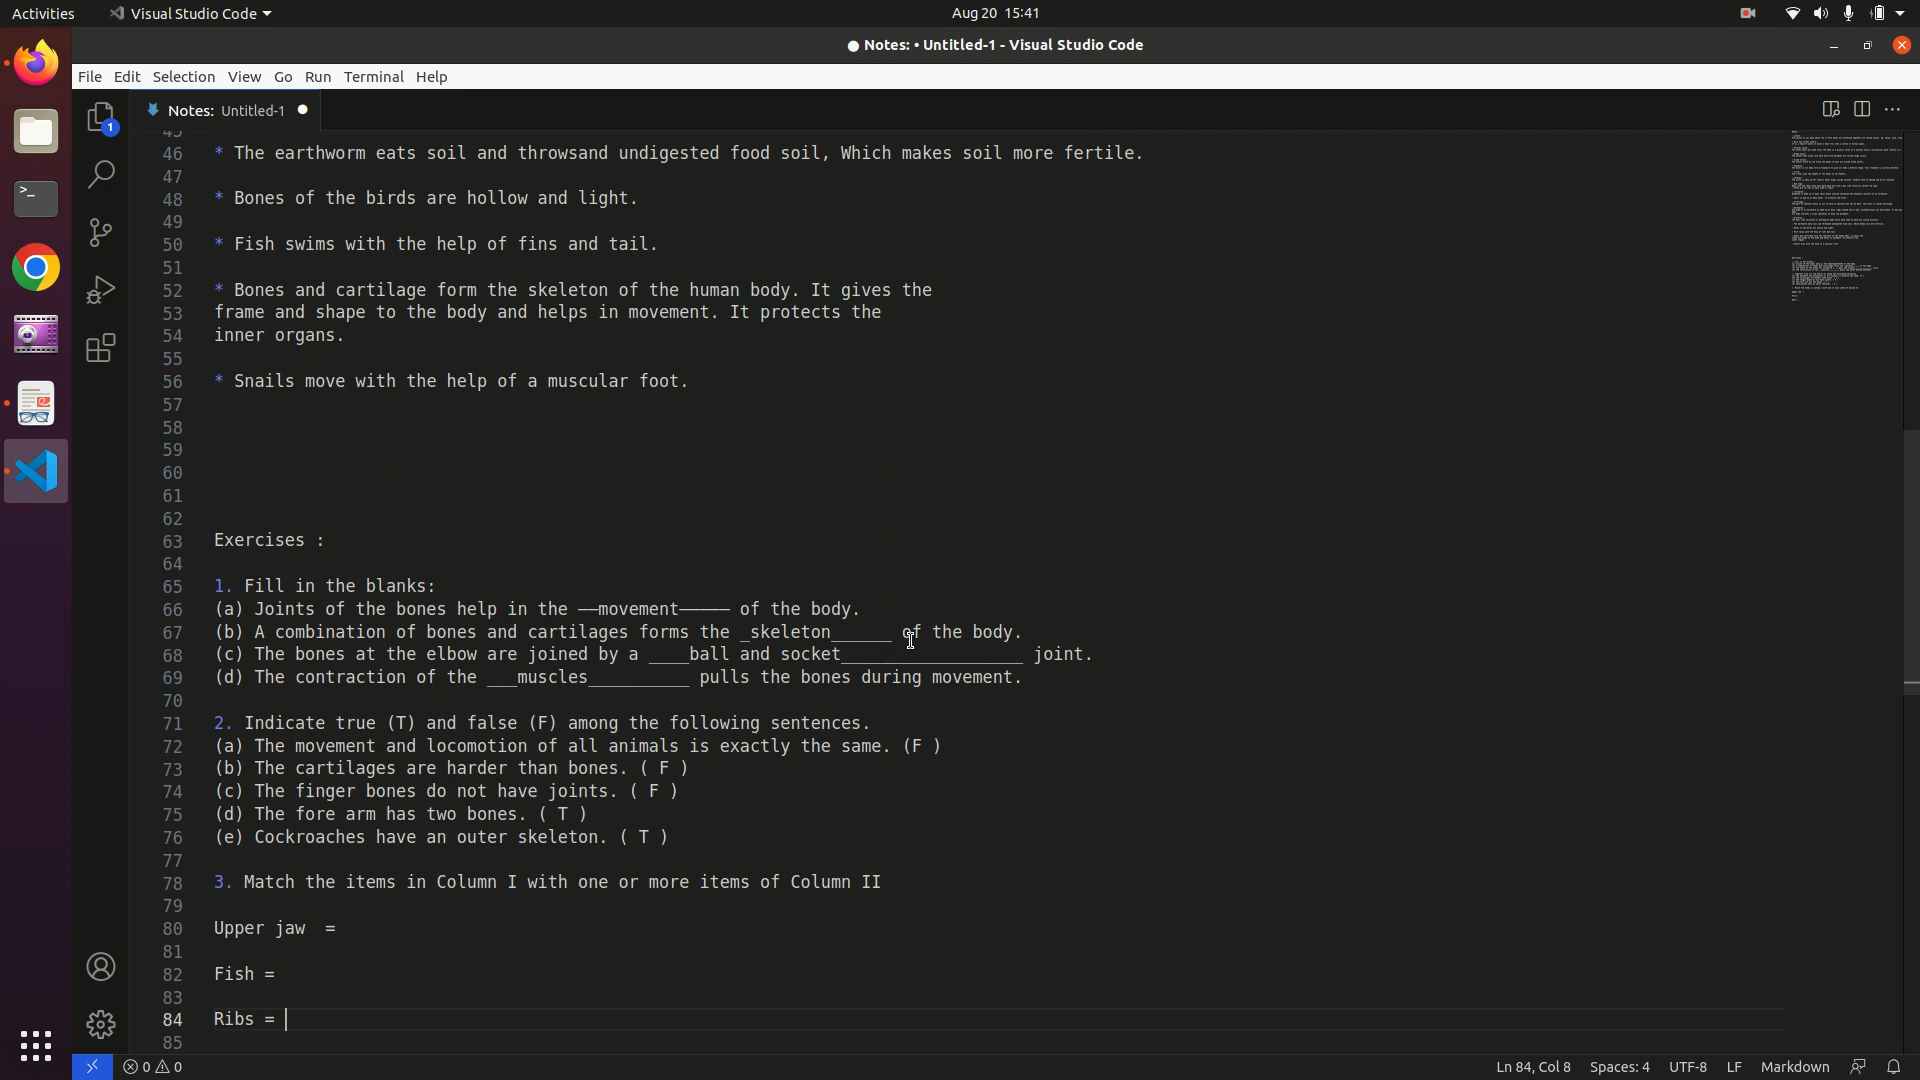 Activities Visual Studio Code Aug 20 15:41
● Notes: • Untitled-1 - Visual Studio Code
File Edit Selection View Go Run Terminal Help
Notes: Untitled-1 ●
1
45
46 * The earthworm eats soil and throwsand undigested food soil, Which makes soil more fertile.
47
48 * Bones of the birds are hollow and light.
49
50 * Fish swims with the help of fins and tail.
51
52 * Bones and cartilage form the skeleton of the human body. It gives the
53 frame and shape to the body and helps in movement. It protects the
54 inner organs.
55
56 * Snails move with the help of a muscular foot.
57
58
59
60
61
62
63 Exercises :
64
65 1. Fill in the blanks:
66 (a) Joints of the bones help in the ——movement————— of the body.
67 (b) A combination of bones and cartilages forms the _skeleton______ of the body.
68 (c) The bones at the elbow are joined by a ____ball and socket__________________ joint.
69 (d) The contraction of the ___muscles__________ pulls the bones during movement.
70
71 2. Indicate true (T) and false (F) among the following sentences.
72 (a) The movement and locomotion of all animals is exactly the same. (F )
73 (b) The cartilages are harder than bones. ( F )
74 (c) The finger bones do not have joints. ( F )
75 (d) The fore arm has two bones. ( T )
76 (e) Cockroaches have an outer skeleton. ( T )
77
78 3. Match the items in Column I with one or more items of Column II
79
80 Upper jaw  =
81
82 Fish =
83
84 Ribs =
85
0 0 Ln 84, Col 8 Spaces: 4 UTF-8 LF Markdown